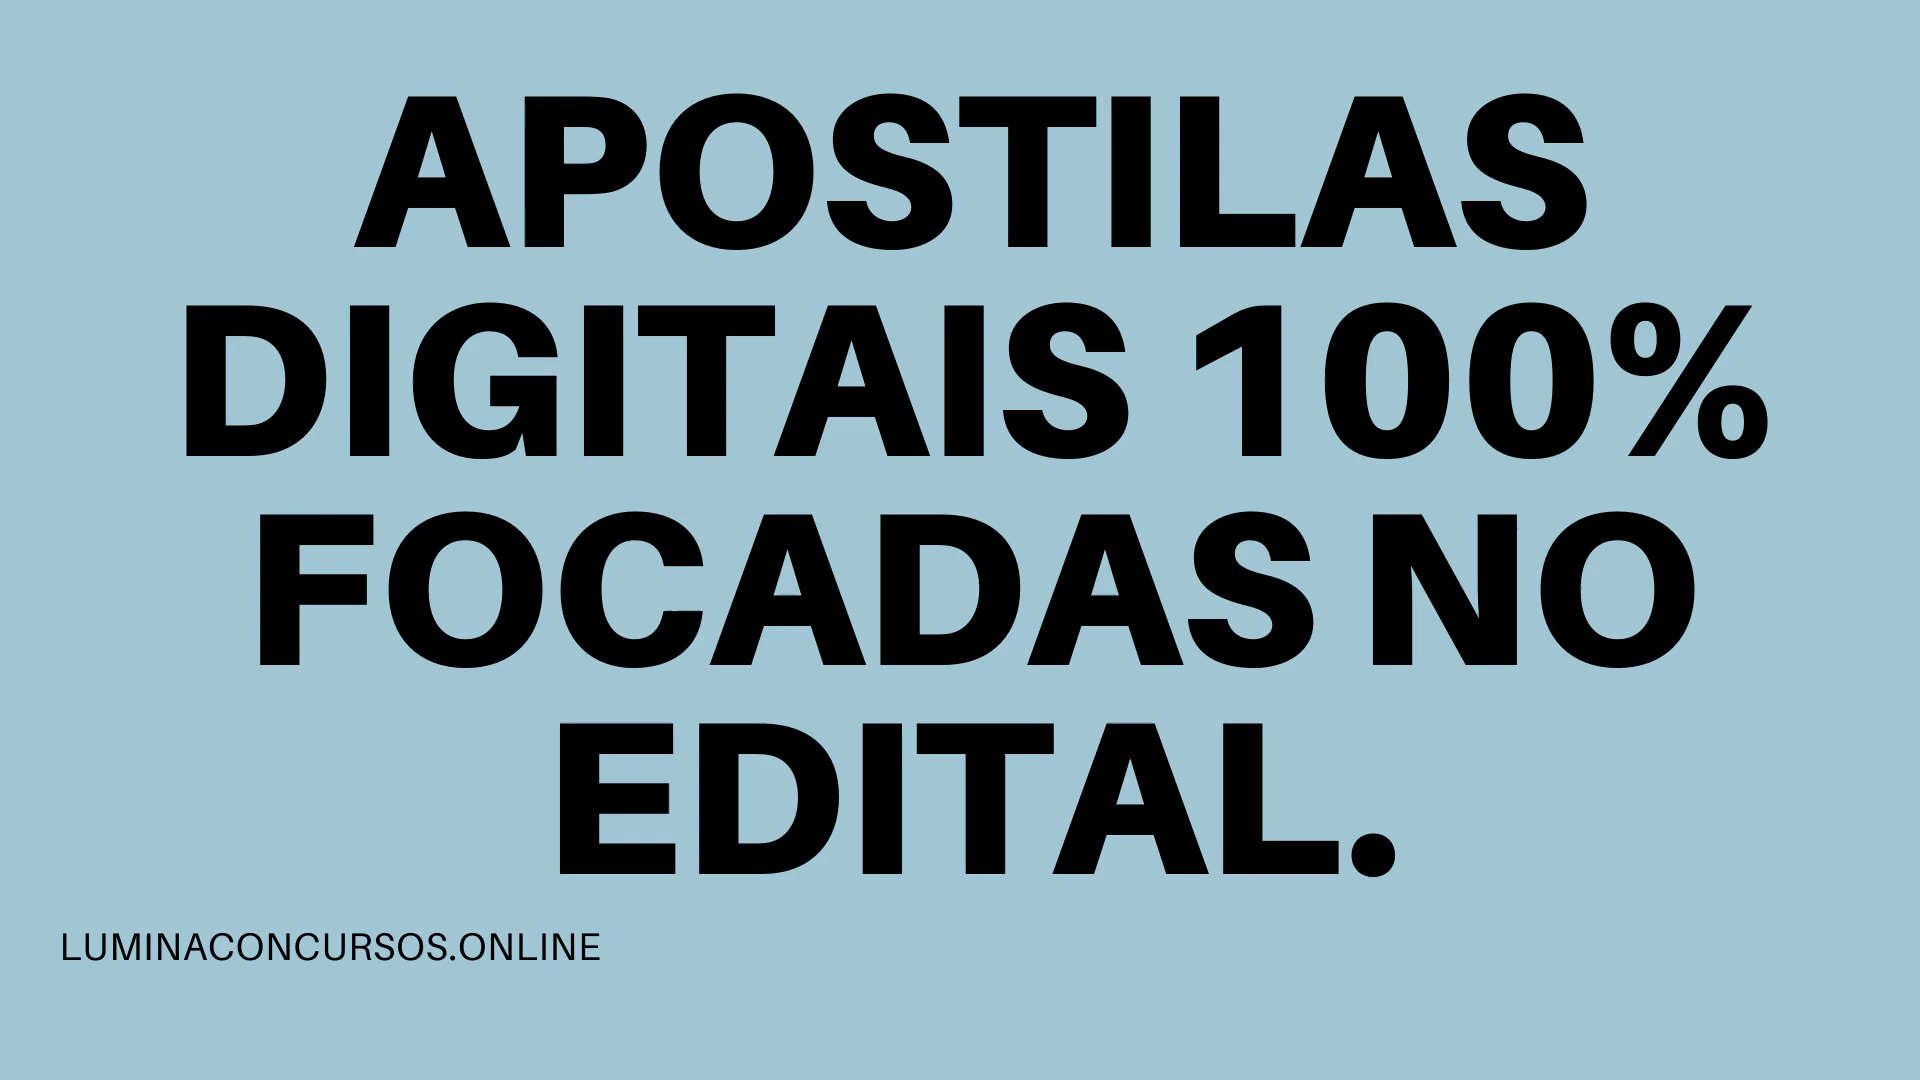 APOSTILAS
DIGITAIS 100%
FOCADAS NO
EDITAL.
LUMINACONCURSOS.ONLINE